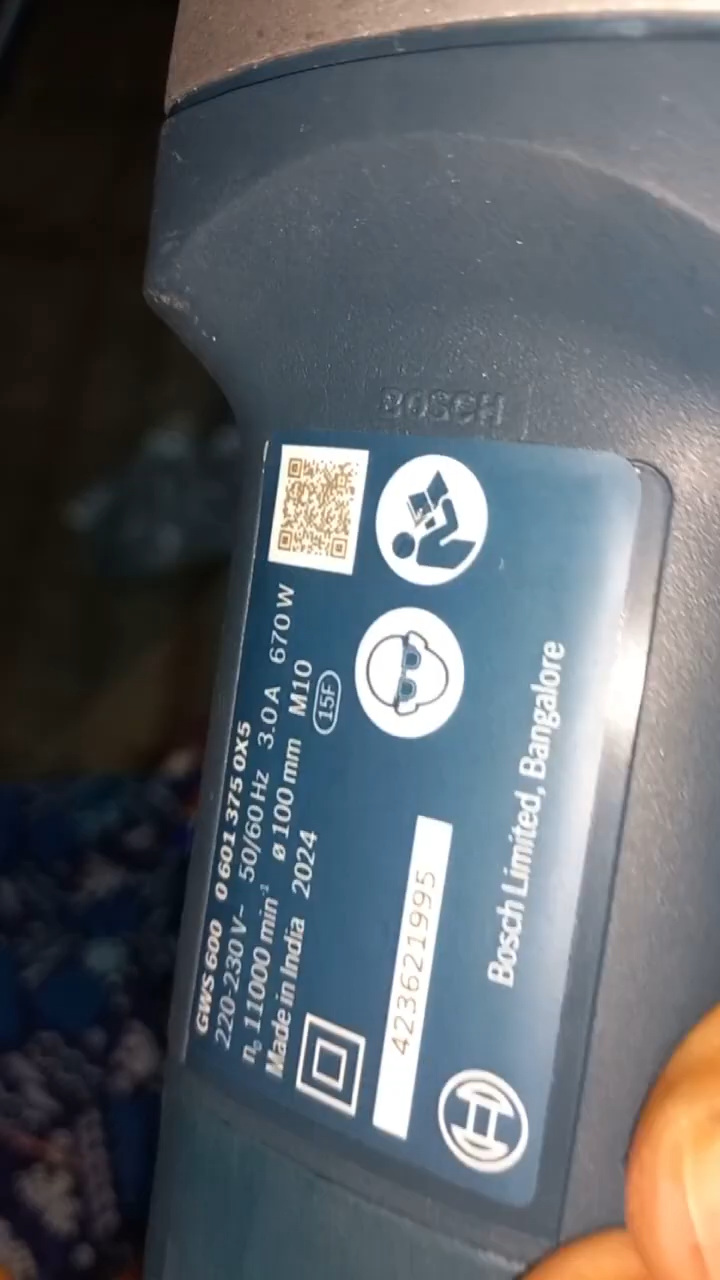 BOSCH
GWS 600 0 601 375 0X5
220-230 V~ 50/60 Hz 3.0 A 670 W
n₀ 11000 min⁻¹ ø 100 mm M10
Made in India 2024 15F
423621995
Bosch Limited, Bangalore